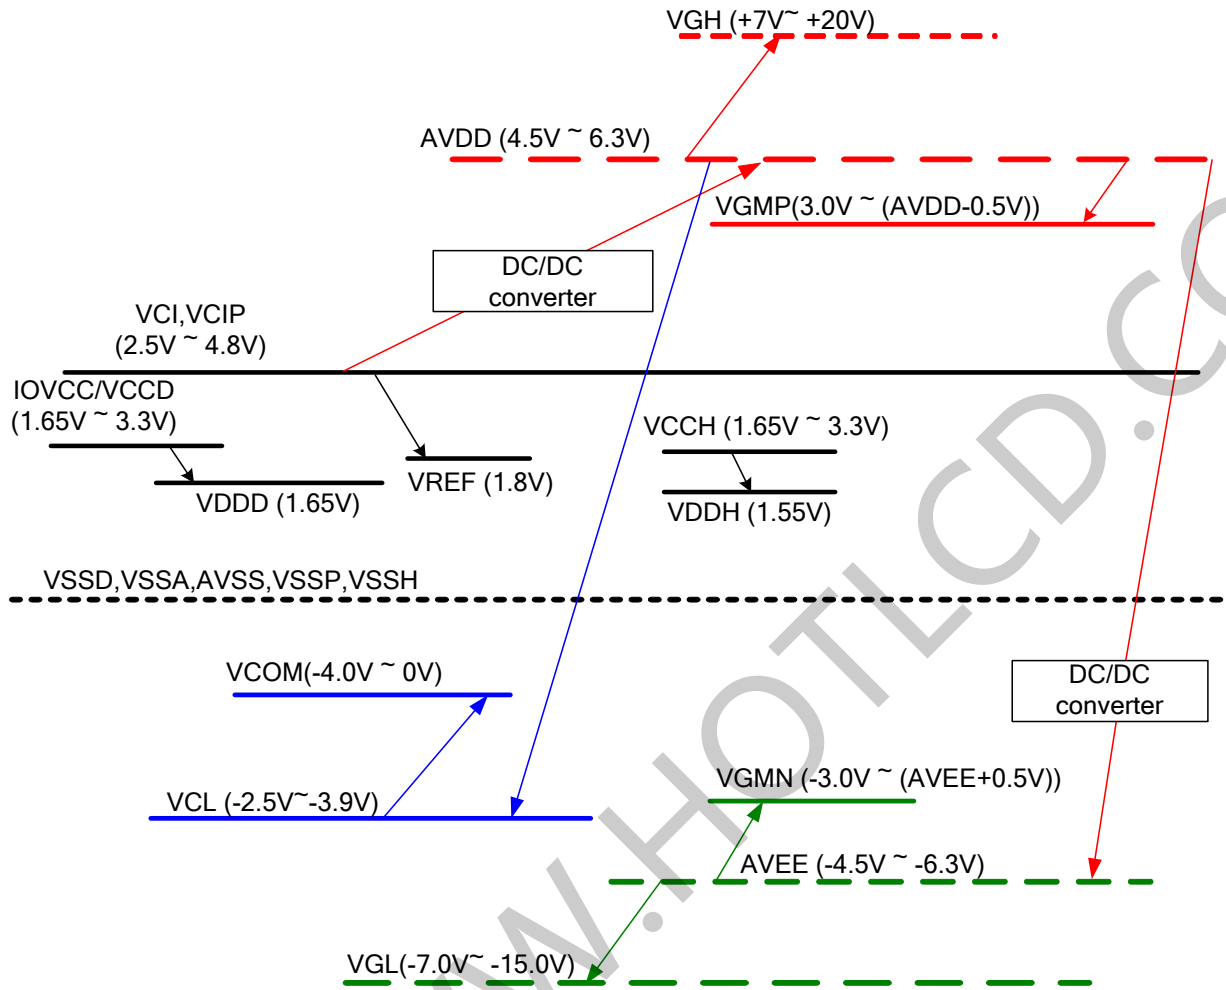 VGH (+7V~ +20V)
AVDD (4.5V ~ 6.3V)
VGMP(3.0V ~ (AVDD-0.5V))
DC/DC
converter
VCI,VCIP
(2.5V ~ 4.8V)
IOVCC/VCCD
(1.65V ~ 3.3V)
VCCH (1.65V ~ 3.3V)
VREF (1.8V)
VDDD (1.65V)
VDDH (1.55V)
VSSD,VSSA,AVSS,VSSP,VSSH
VCOM(-4.0V ~ 0V)
DC/DC
converter
VGMN (-3.0V ~ (AVEE+0.5V))
VCL (-2.5V~-3.9V)
AVEE (-4.5V ~ -6.3V)
VGL(-7.0V~ -15.0V)
W.HOTLCD.CO